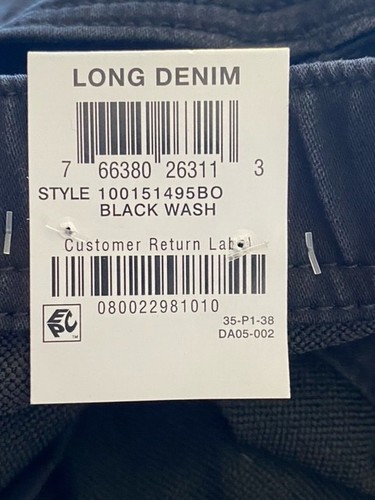 LONG DENIM
7 66380 26311 3
STYLE 100151495BO
BLACK WASH
Customer Return Label
080022981010
EPC™
35-P1-38
DA05-002